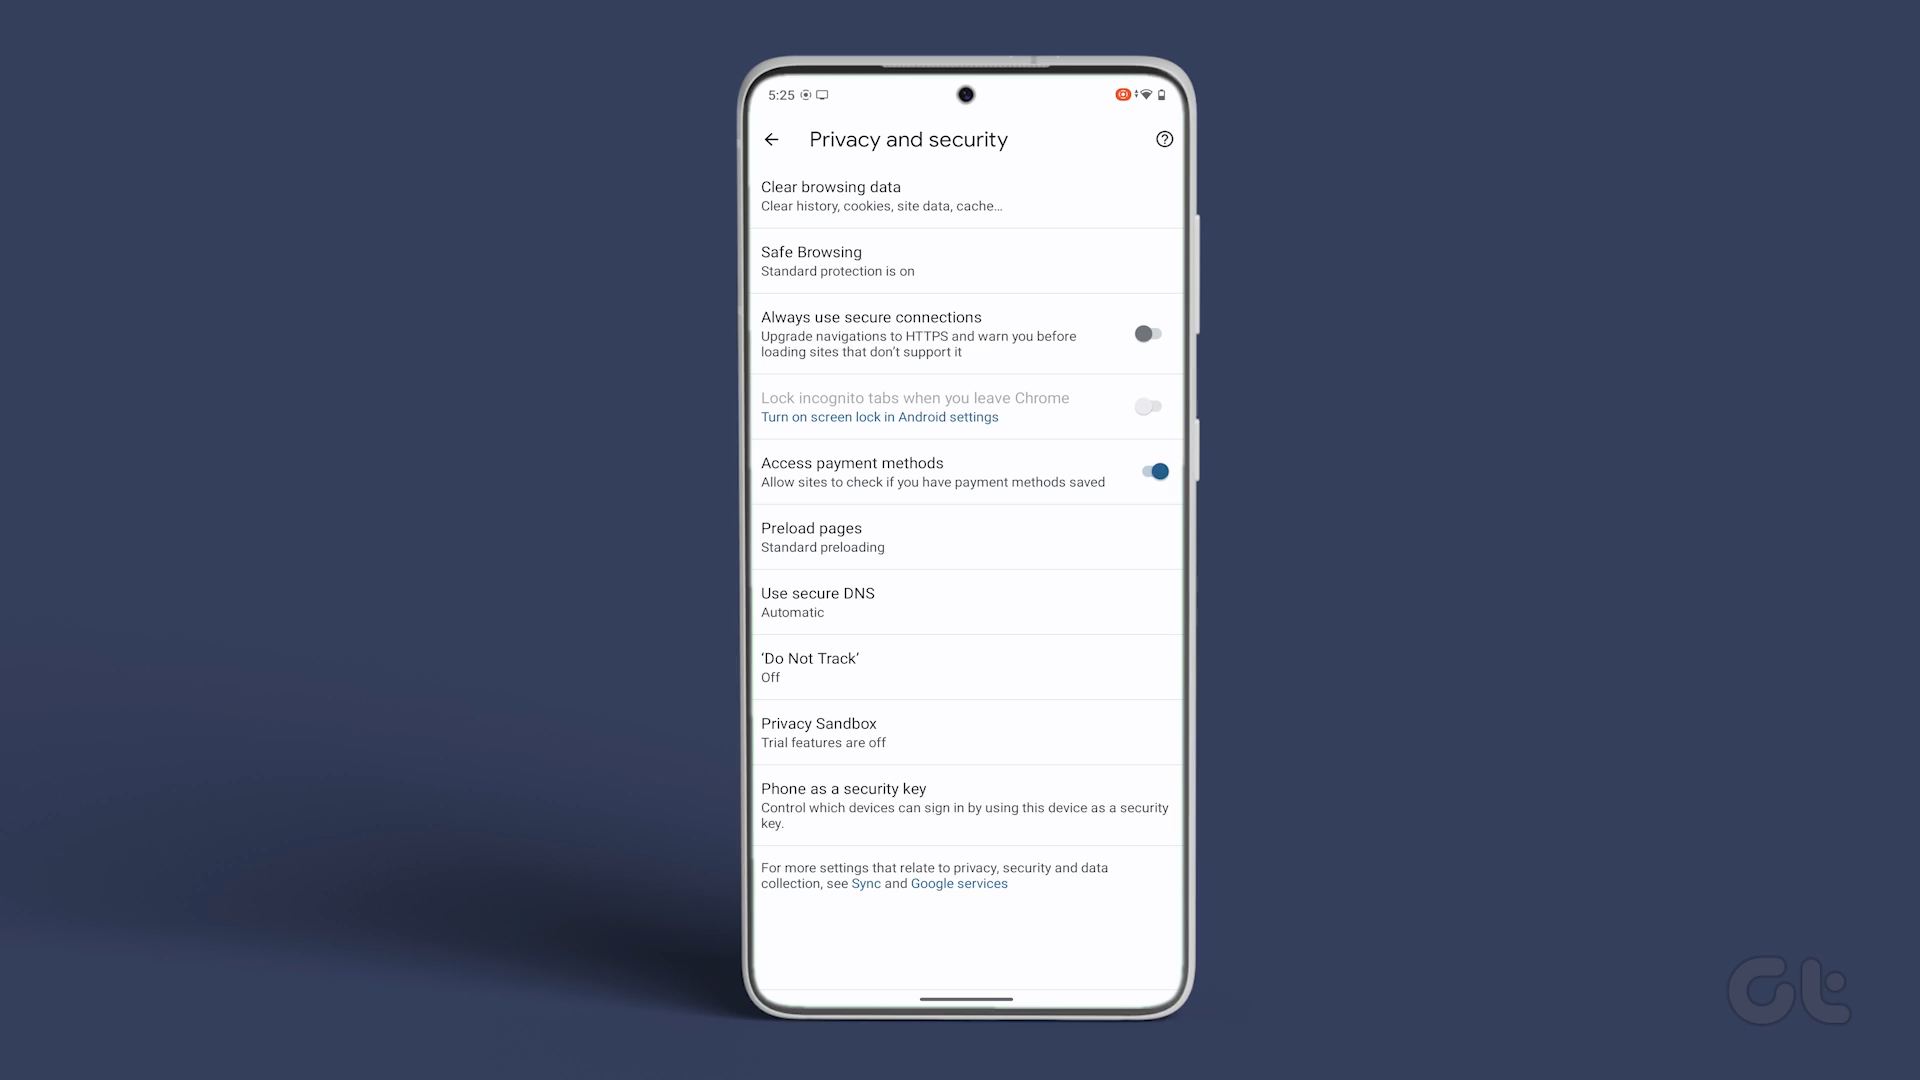 5:25
Privacy and security
Clear browsing data
Clear history, cookies, site data, cache...
Safe Browsing
Standard protection is on
Always use secure connections
Upgrade navigations to HTTPS and warn you before
loading sites that don’t support it
Lock incognito tabs when you leave Chrome
Turn on screen lock in Android settings
Access payment methods
Allow sites to check if you have payment methods saved
Preload pages
Standard preloading
Use secure DNS
Automatic
‘Do Not Track’
Off
Privacy Sandbox
Trial features are off
Phone as a security key
Control which devices can sign in by using this device as a security
key.
For more settings that relate to privacy, security and data
collection, see Sync and Google services
Gt